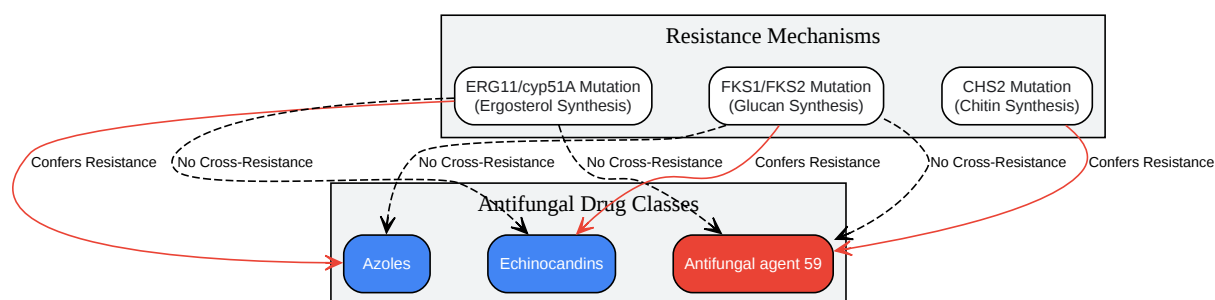 Resistance Mechanisms
ERG11/cyp51A Mutation
(Ergosterol Synthesis)
FKS1/FKS2 Mutation
(Glucan Synthesis)
CHS2 Mutation
(Chitin Synthesis)
Confers Resistance
No Cross-Resistance
No Cross-Resistance
No Cross-Resistance
Confers Resistance
No Cross-Resistance
Confers Resistance
Antifungal Drug Classes
Azoles
Echinocandins
Antifungal agent 59